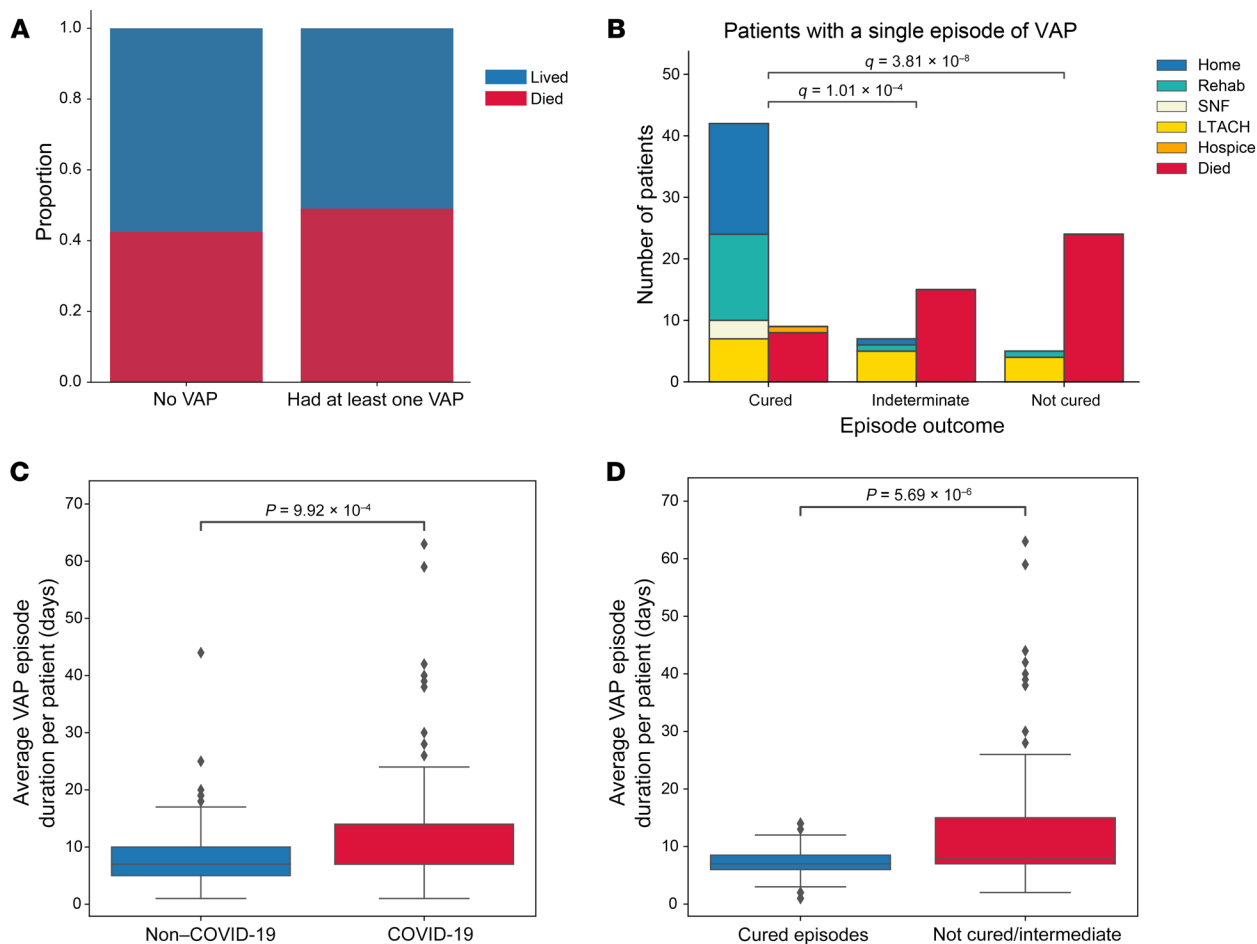 A
1.0
0.8
0.6
0.4
0.2
0.0
Proportion
No VAP
Had at least one VAP
Lived
Died
B
Patients with a single episode of VAP
q = 3.81 × 10–8
q = 1.01 × 10–4
50
40
30
20
10
0
Number of patients
Cured
Indeterminate
Not cured
Episode outcome
Home
Rehab
SNF
LTACH
Hospice
Died
C
P = 9.92 × 10–4
70
60
50
40
30
20
10
0
Average VAP episode
duration per patient (days)
Non–COVID-19
COVID-19
D
P = 5.69 × 10–6
70
60
50
40
30
20
10
0
Average VAP episode
duration per patient (days)
Cured episodes
Not cured/intermediate